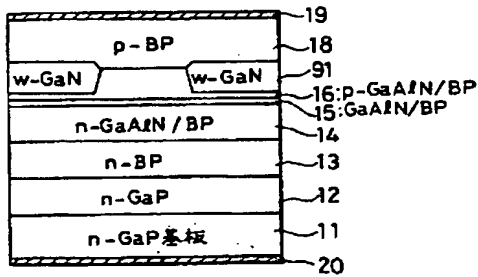 19
p-BP
18
w-GaN w-GaN
91
16:p-GaAlN/BP
15:GaAlN/BP
n-GaAlN/BP
14
n-BP
13
n-GaP
12
n-GaP基板
11
20